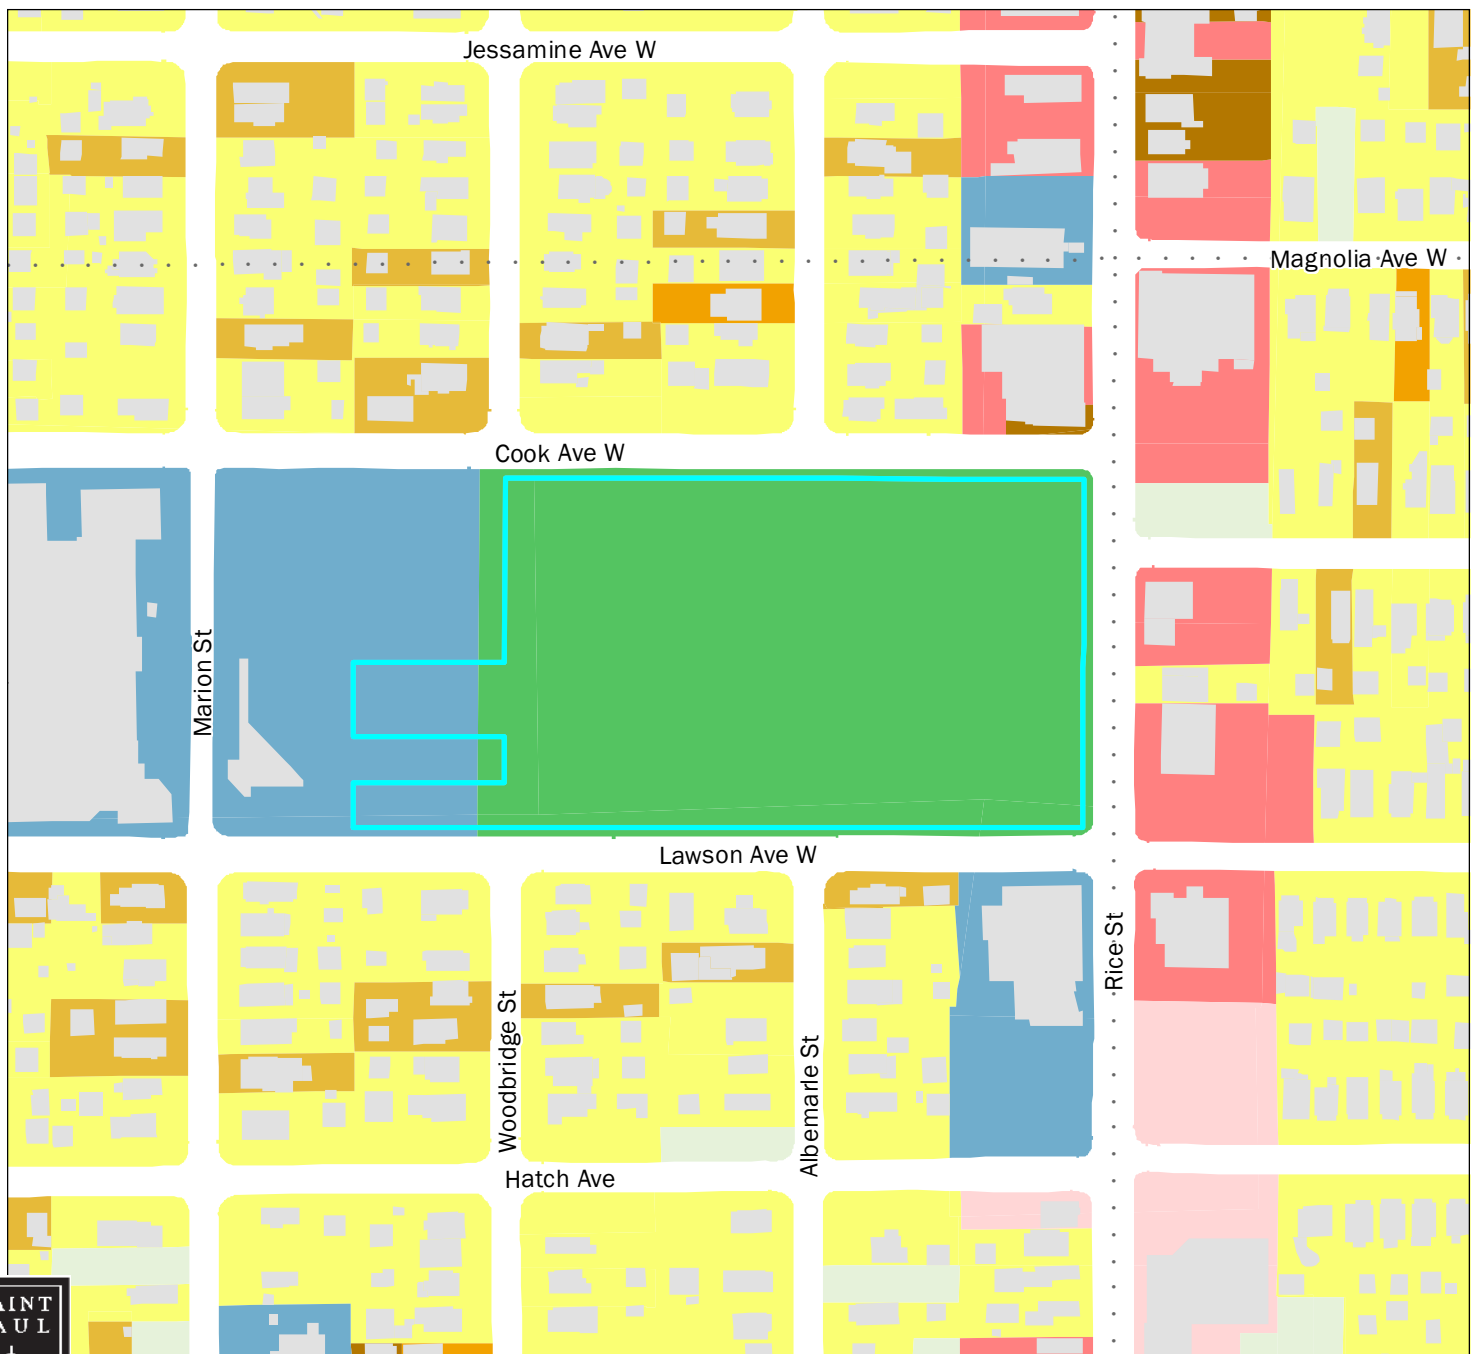 Jessamine Ave W
Magnolia Ave W
Cook Ave W
Marion St
Lawson Ave W
Rice St
Woodbridge St
Albemarle St
Hatch Ave
AINT
AUL